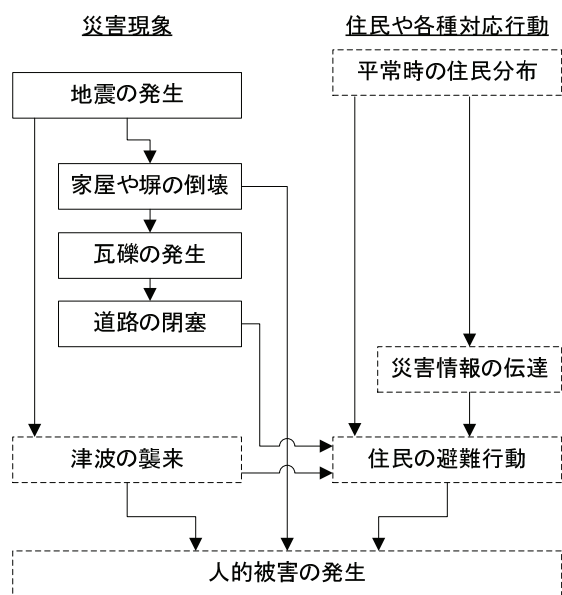 災害現象
住民や各種対応行動
平常時の住民分布
地震の発生
家屋や塀の倒壊
瓦礫の発生
道路の閉塞
災害情報の伝達
津波の襲来
住民の避難行動
人的被害の発生